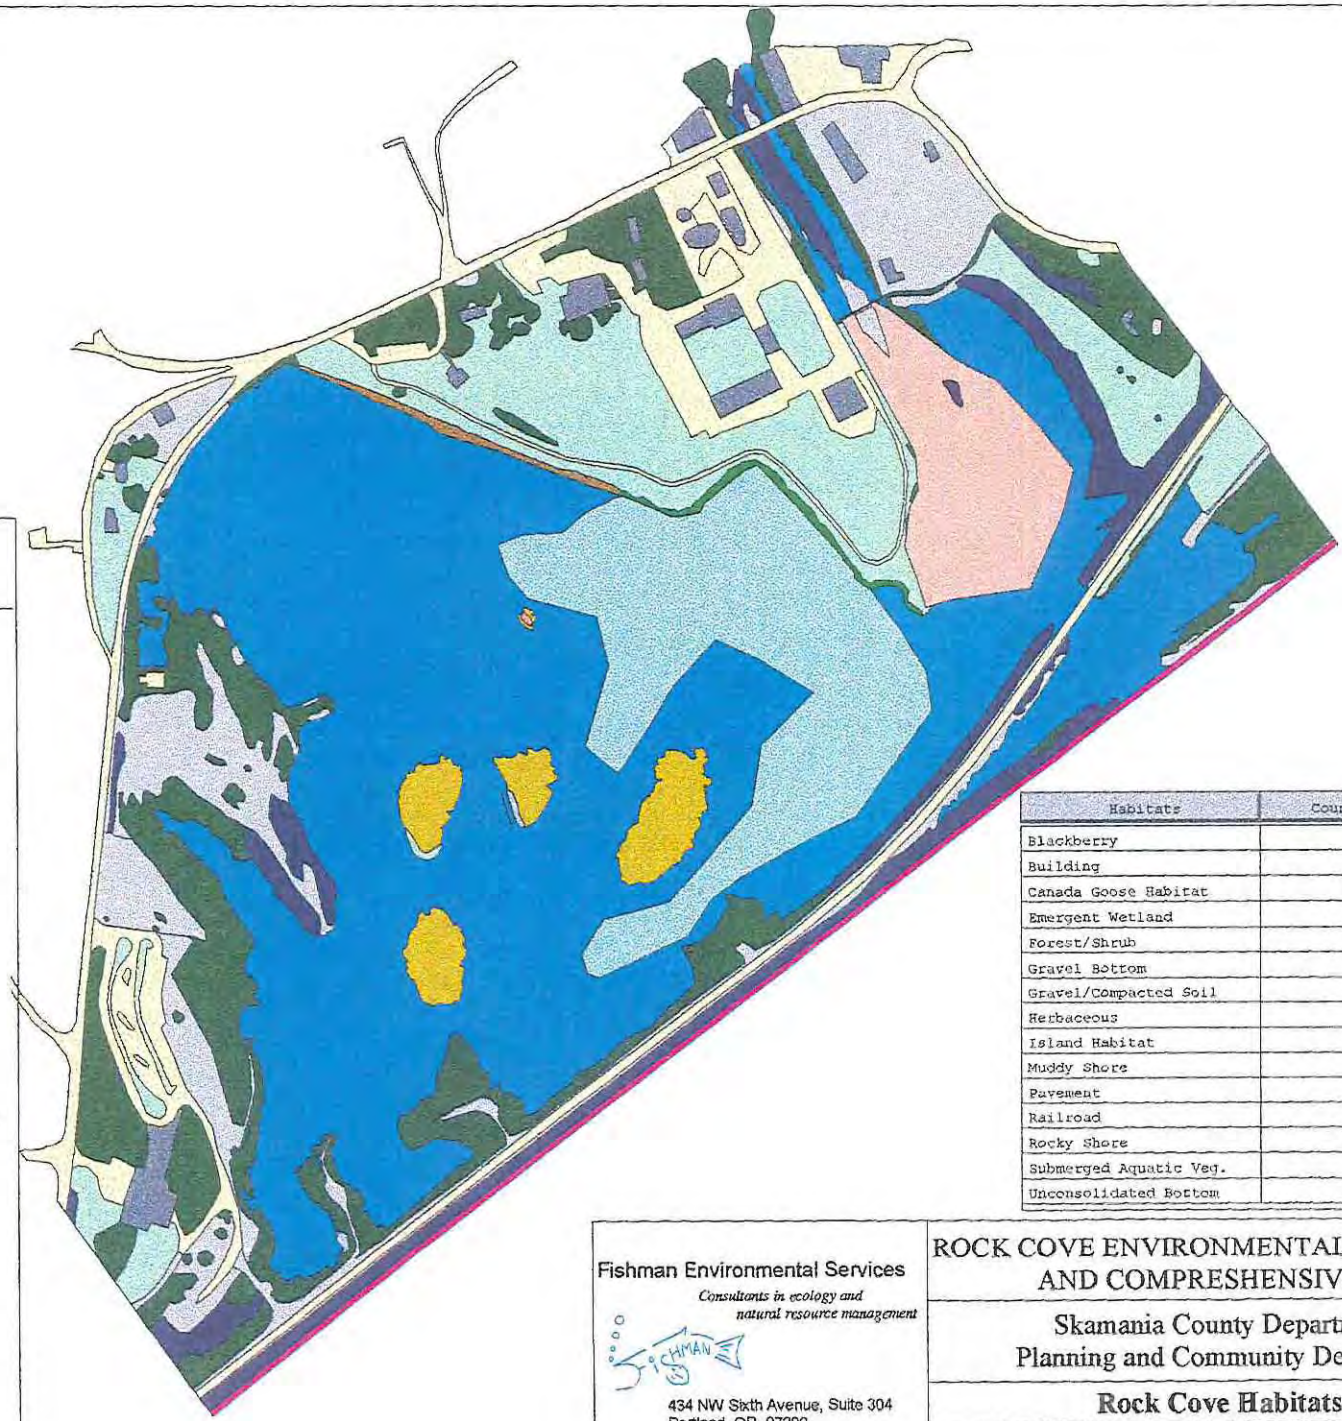 Habitats
Blackberry
Building
Canada Goose Habitat
Emergent Wetland
Forest/Shrub
Gravel Bottom
Gravel/Compacted Soil
Herbaceous
Island Habitat
Muddy Shore
Pavement
Railroad
Rocky Shore
Submerged Aquatic Veg.
Unconsolidated Bottom
Fishman Environmental Services
Consultants in ecology and
natural resource management
FISHMAN
434 NW Sixth Avenue, Suite 304
ROCK COVE ENVIRONMENTAL
AND COMPRESHENSIV
Skamania County Depart
Planning and Community De
Rock Cove Habitats